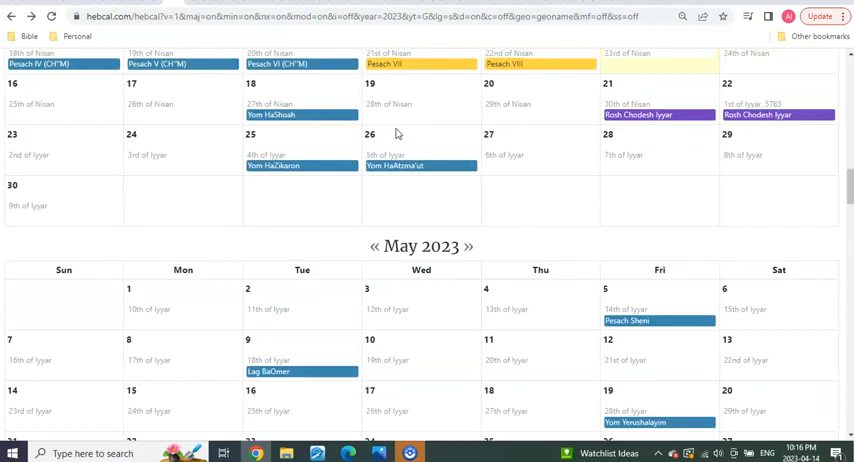 hebcal.com/hebcal?v=1&maj=on&min=on&nx=on&mod=on&i=off&year=2023&yt=G&lg=s&d=on&c=off&geo=geoname&mf=off&ss=off
AI
Update
Bible Personal Other bookmarks
18th of Nisan 19th of Nisan 20th of Nisan 21st of Nisan 22nd of Nisan 23rd of Nisan 24th of Nisan
Pesach IV (CH''M) Pesach V (CH''M) Pesach VI (CH''M) Pesach VII Pesach VIII
16 17 18 19 20 21 22
25th of Nisan 26th of Nisan 27th of Nisan 28th of Nisan 29th of Nisan 30th of Nisan 1st of Iyyar, 5783
Yom HaShoah Rosh Chodesh Iyyar Rosh Chodesh Iyyar
23 24 25 26 27 28 29
2nd of Iyyar 3rd of Iyyar 4th of Iyyar 5th of Iyyar 6th of Iyyar 7th of Iyyar 8th of Iyyar
Yom HaZikaron Yom HaAtzma'ut
30
9th of Iyyar
« May 2023 »
Sun Mon Tue Wed Thu Fri Sat
1 2 3 4 5 6
10th of Iyyar 11th of Iyyar 12th of Iyyar 13th of Iyyar 14th of Iyyar 15th of Iyyar
Pesach Sheni
7 8 9 10 11 12 13
16th of Iyyar 17th of Iyyar 18th of Iyyar 19th of Iyyar 20th of Iyyar 21st of Iyyar 22nd of Iyyar
Lag BaOmer
14 15 16 17 18 19 20
23rd of Iyyar 24th of Iyyar 25th of Iyyar 26th of Iyyar 27th of Iyyar 28th of Iyyar 29th of Iyyar
Yom Yerushalayim
Type here to search Watchlist Ideas ENG 10:16 PM
2023-04-14